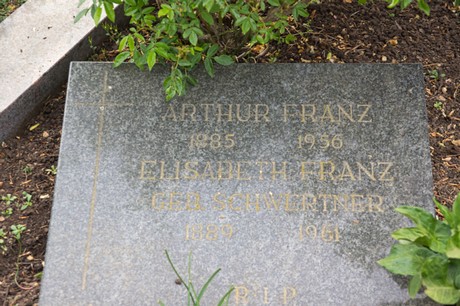 ARTHUR FRANZ
1885 1956
ELISABETH FRANZ
GEB. SCHWERTNER
1889 1961
R.I.P.